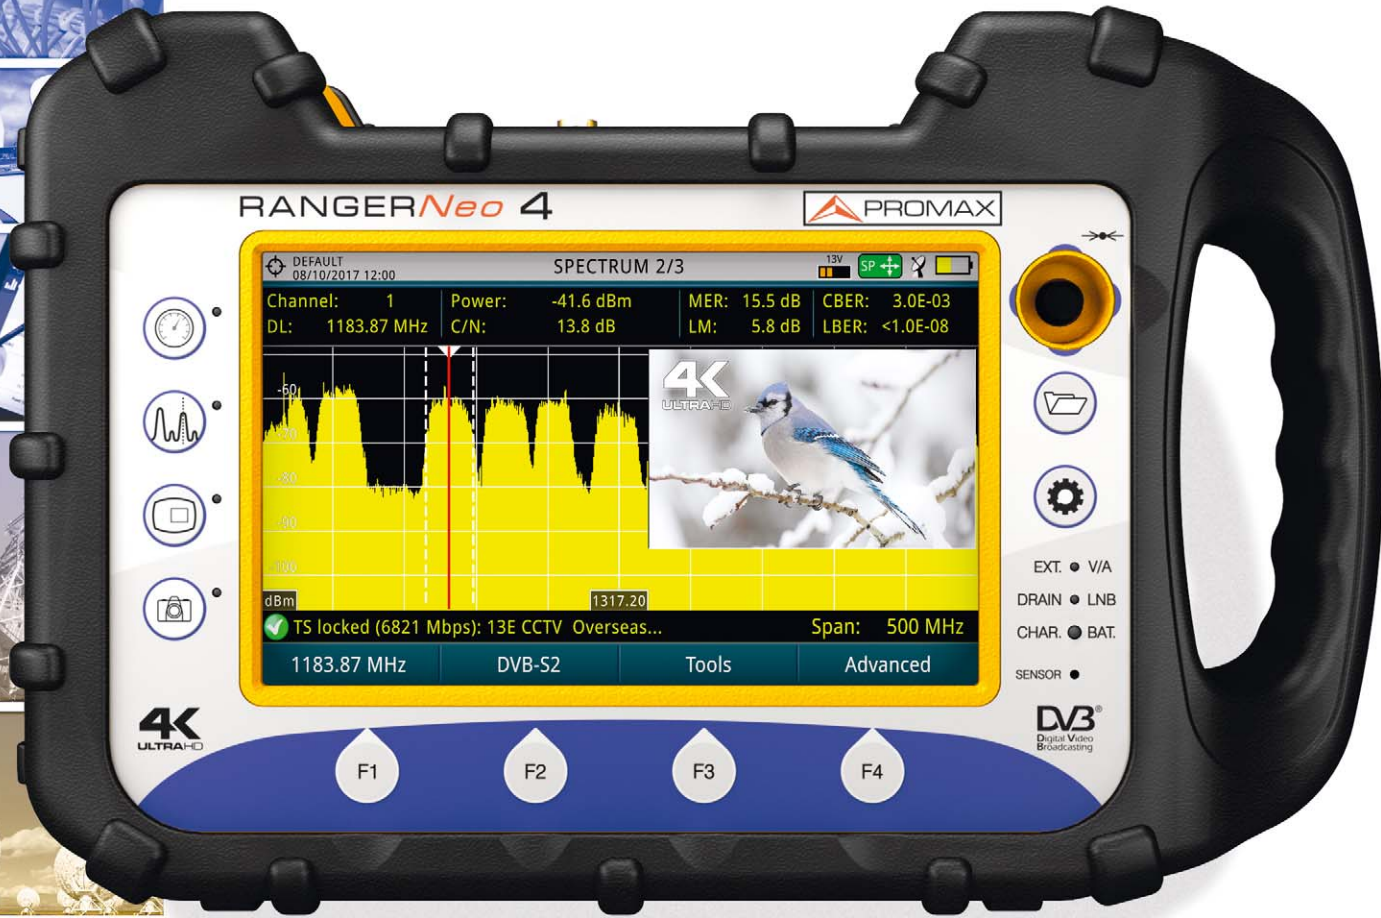 RANGERNeo 4
PROMAX
DEFAULT
08/10/2017 12:00
SPECTRUM 2/3
13V
SP
Channel: 1
DL: 1183.87 MHz
Power: -41.6 dBm
C/N: 13.8 dB
MER: 15.5 dB
LM: 5.8 dB
CBER: 3.0E-03
LBER: <1.0E-08
-60
-70
-80
-90
-100
dBm
1317.20
4K
ULTRAHD
TS locked (6821 Mbps): 13E CCTV Overseas...
Span: 500 MHz
1183.87 MHz
DVB-S2
Tools
Advanced
EXT. V/A
DRAIN LNB
CHAR. BAT.
SENSOR
4K
ULTRAHD
DVB®
Digital Video
Broadcasting
F1
F2
F3
F4